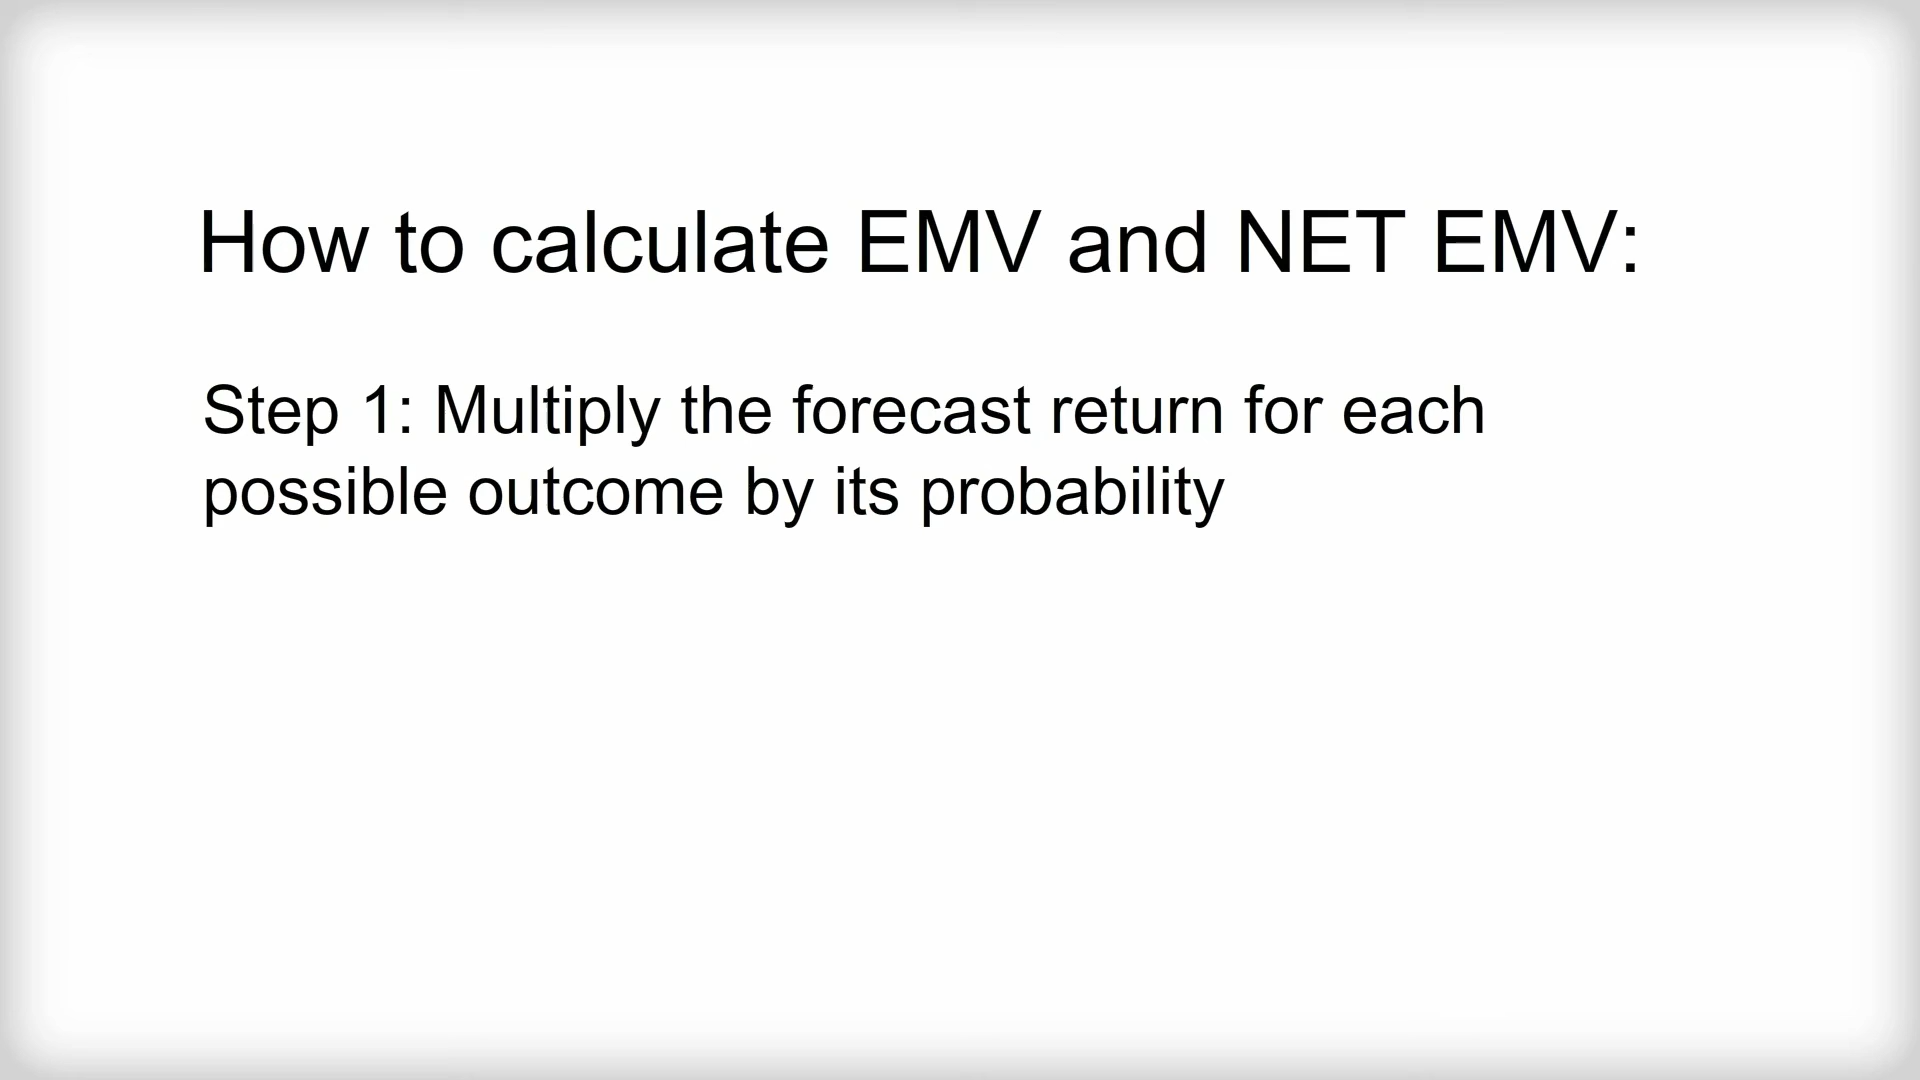 How to calculate EMV and NET EMV:
Step 1: Multiply the forecast return for each
possible outcome by its probability